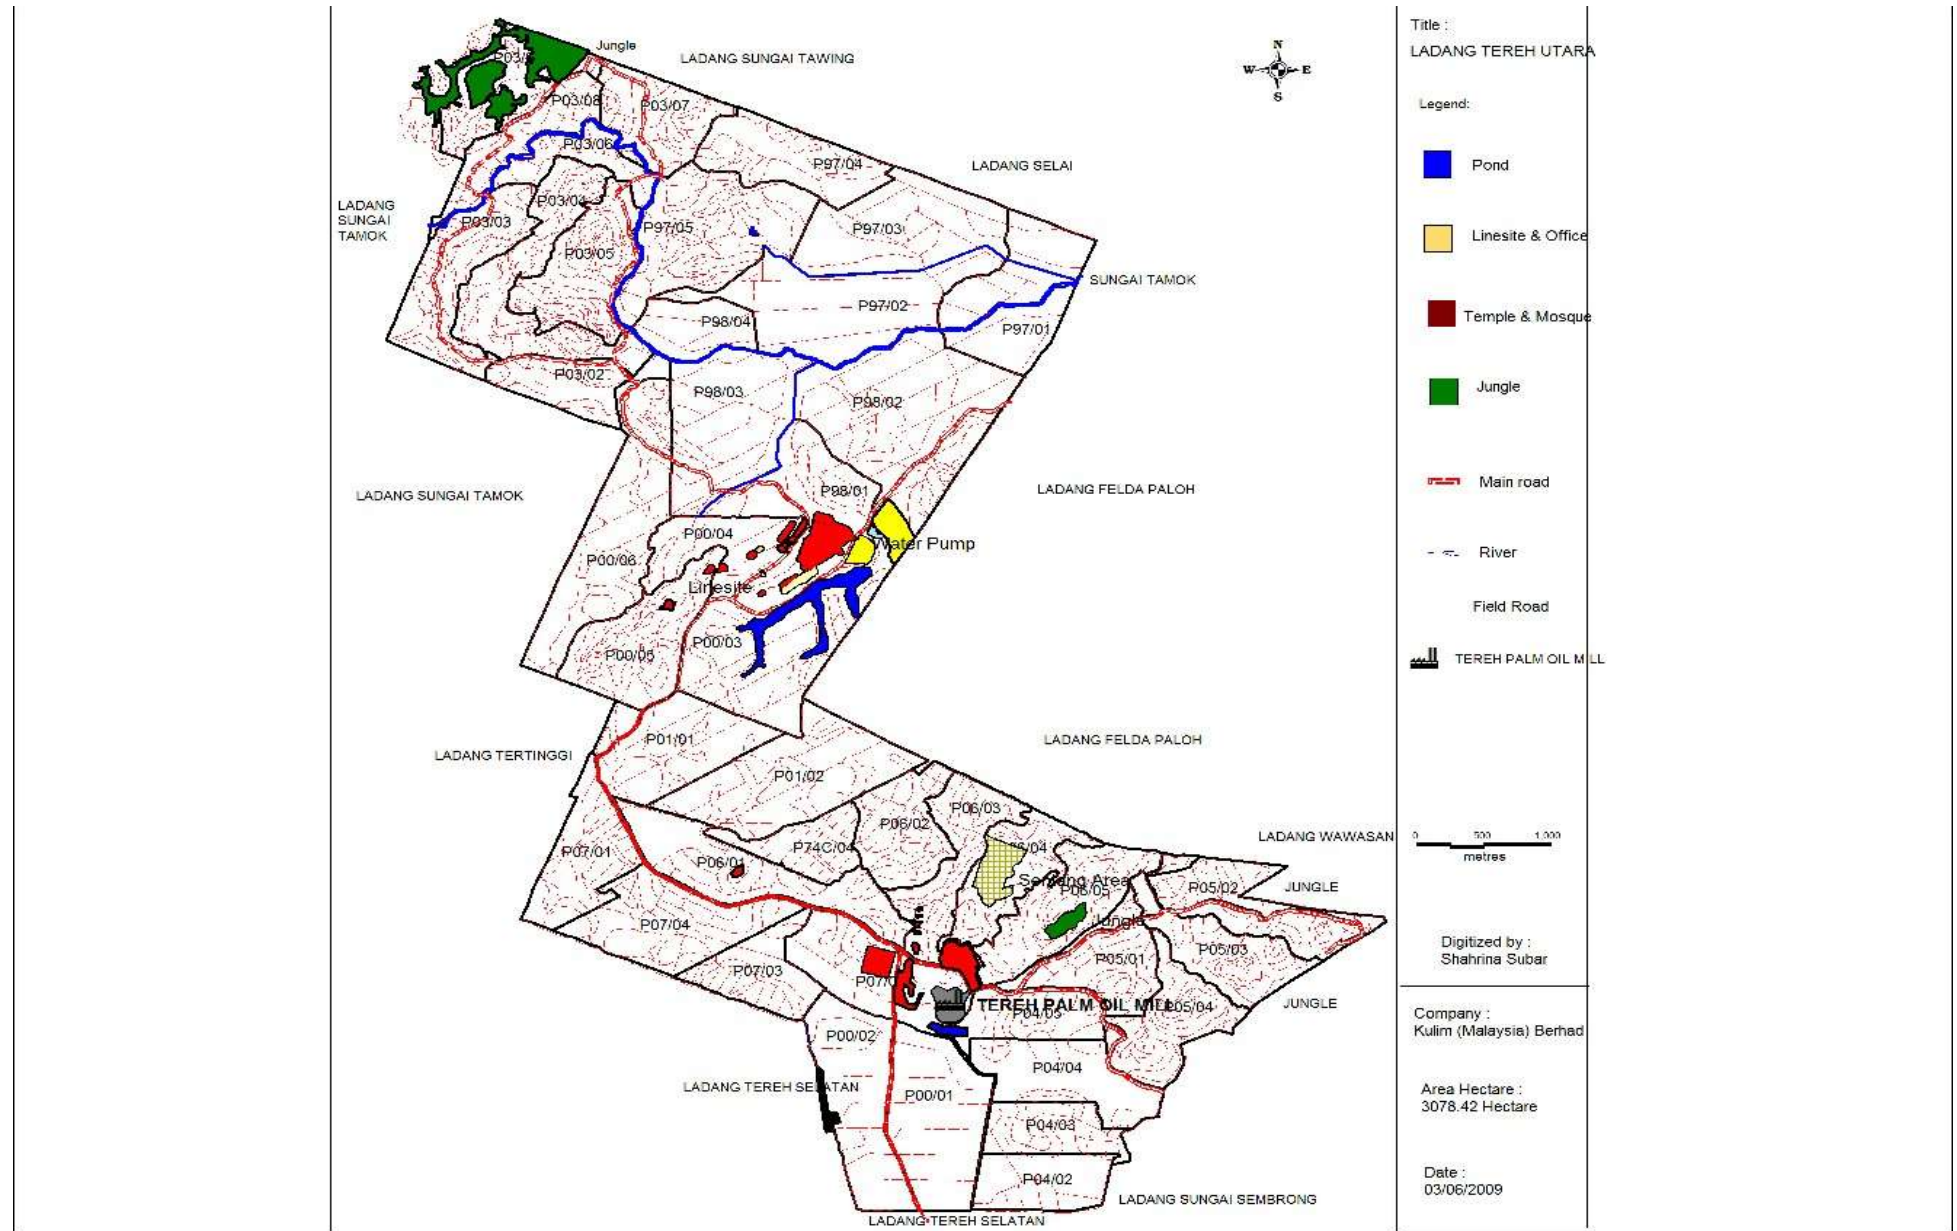 Jungle
LADANG SUNGAI TAWING
N
W E
S
P03/08
P03/07
P03/06
P97/04
LADANG SELAI
LADANG
SUNGAI
TAMOK
P03/03
P03/04
P97/05
P97/03
P03/05
SUNGAI TAMOK
P97/02
P98/04
P97/01
P03/02
P98/03
P98/02
LADANG SUNGAI TAMOK
P98/01
LADANG FELDA PALOH
P00/04
Water Pump
P00/06
Linesite
P00/03
P00/05
P01/01
LADANG FELDA PALOH
LADANG TERTINGGI
P01/02
P06/03
P06/02
LADANG WAWASAN
P07/01
P06/01
P74C/04
P06/05
P05/02
JUNGLE
Jungle
P07/04
P05/03
P05/01
P07/03
TEREH PALM OIL MILL
P04/05
P05/04
JUNGLE
P00/02
P04/04
LADANG TEREH SELATAN
P00/01
P04/03
P04/02
LADANG SUNGAI SEMBRONG
LADANG TEREH SELATAN
Title :
LADANG TEREH UTARA
Legend:
Pond
Linesite & Office
Temple & Mosque
Jungle
Main road
River
Field Road
TEREH PALM OIL MILL
0 500 1 000
metres
Digitized by :
Shahrina Subar
Company :
Kulim (Malaysia) Berhad
Area Hectare :
3078.42 Hectare
Date :
03/06/2009